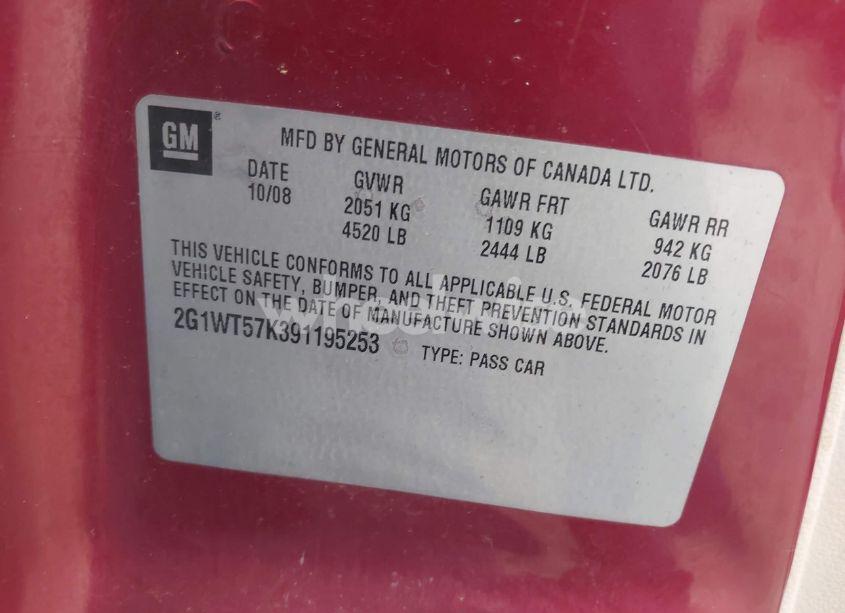 GM ®
MFD BY GENERAL MOTORS OF CANADA LTD.
DATE GVWR GAWR FRT GAWR RR
10/08 2051 KG 1109 KG 942 KG
4520 LB 2444 LB 2076 LB
THIS VEHICLE CONFORMS TO ALL APPLICABLE U.S. FEDERAL MOTOR
VEHICLE SAFETY, BUMPER, AND THEFT PREVENTION STANDARDS IN
EFFECT ON THE DATE OF MANUFACTURE SHOWN ABOVE.
2G1WT57K391195253 TYPE: PASS CAR